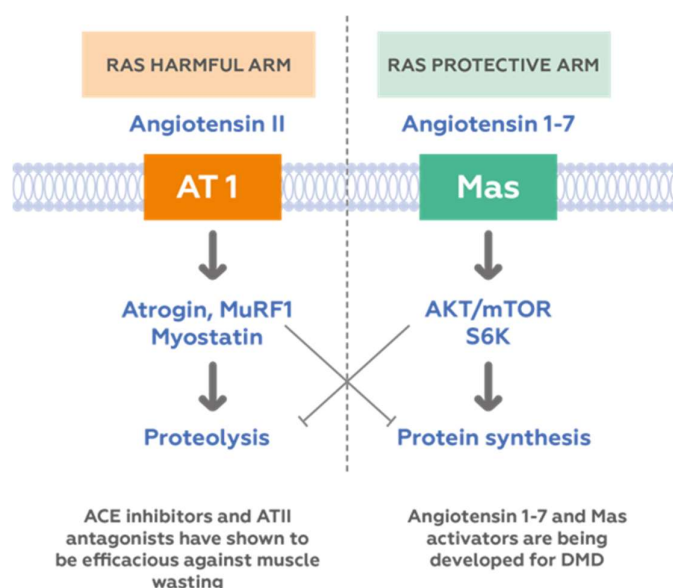 RAS HARMFUL ARM
RAS PROTECTIVE ARM
Angiotensin II
Angiotensin 1-7
AT 1
Mas
Atrogin, MuRF1
Myostatin
AKT/mTOR
S6K
Proteolysis
Protein synthesis
ACE inhibitors and ATII
antagonists have shown to
be efficacious against muscle
wasting
Angiotensin 1-7 and Mas
activators are being
developed for DMD